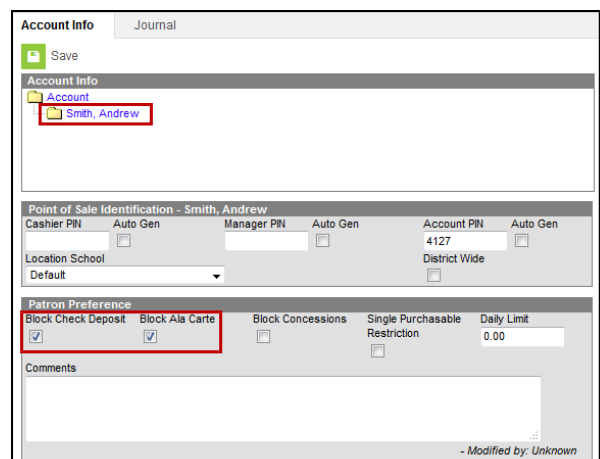 Account Info Journal
Save
Account Info
Account
Smith, Andrew
Point of Sale Identification - Smith, Andrew
Cashier PIN Auto Gen Manager PIN Auto Gen Account PIN Auto Gen
4127
Location School District Wide
Default
Patron Preference
Block Check Deposit Block Ala Carte Block Concessions Single Purchasable Daily Limit
Restriction 0.00
Comments
- Modified by: Unknown